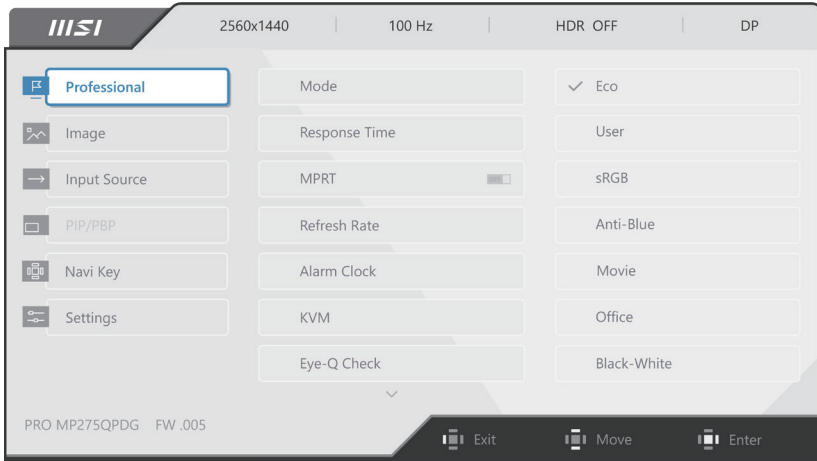 msi 2560x1440 100 Hz HDR OFF DP
Professional Mode Eco
Image Response Time User
Input Source MPRT sRGB
PIP/PBP Refresh Rate Anti-Blue
Navi Key Alarm Clock Movie
Settings KVM Office
Eye-Q Check Black-White
PRO MP275QPDG FW .005
Exit Move Enter